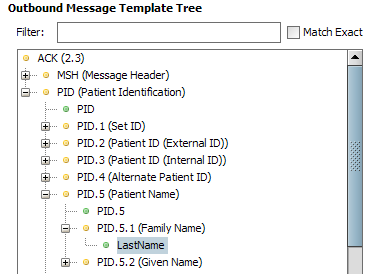 Outbound Message Template Tree
Filter: Match Exact
ACK (2.3)
MSH (Message Header)
PID (Patient Identification)
PID
PID.1 (Set ID)
PID.2 (Patient ID (External ID))
PID.3 (Patient ID (Internal ID))
PID.4 (Alternate Patient ID)
PID.5 (Patient Name)
PID.5
PID.5.1 (Family Name)
LastName
PID.5.2 (Given Name)